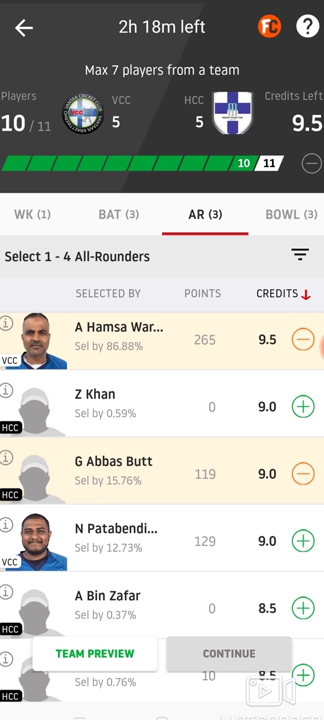 2h 18m left
FC
?
Max 7 players from a team
Players
10 / 11
VCC
5
HCC
5
Credits Left
9.5
10
11
WK (1)
BAT (3)
AR (3)
BOWL (3)
Select 1 - 4 All-Rounders
SELECTED BY
POINTS
CREDITS
A Hamsa War...
Sel by 86.88%
265
9.5
VCC
Z Khan
Sel by 0.59%
0
9.0
HCC
G Abbas Butt
Sel by 15.76%
119
9.0
HCC
N Patabendi...
Sel by 12.73%
129
9.0
VCC
A Bin Zafar
Sel by 0.37%
0
8.5
HCC
TEAM PREVIEW
CONTINUE
Sel by 0.76%
10
8.5
HCC